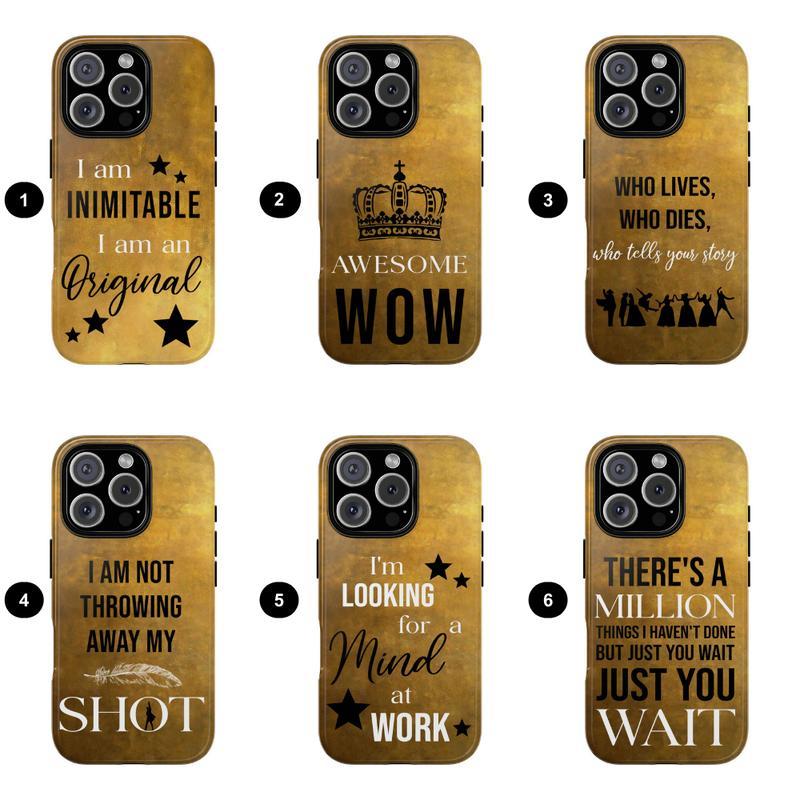 1
I am
INIMITABLE
I am an
Original
2
AWESOME
WOW
3
WHO LIVES,
WHO DIES,
who tells your story
4
I AM NOT
THROWING
AWAY MY
SHOT
5
I'm
LOOKING
for a
Mind
at
WORK
6
THERE'S A
MILLION
THINGS I HAVEN'T DONE
BUT JUST YOU WAIT
JUST YOU
WAIT